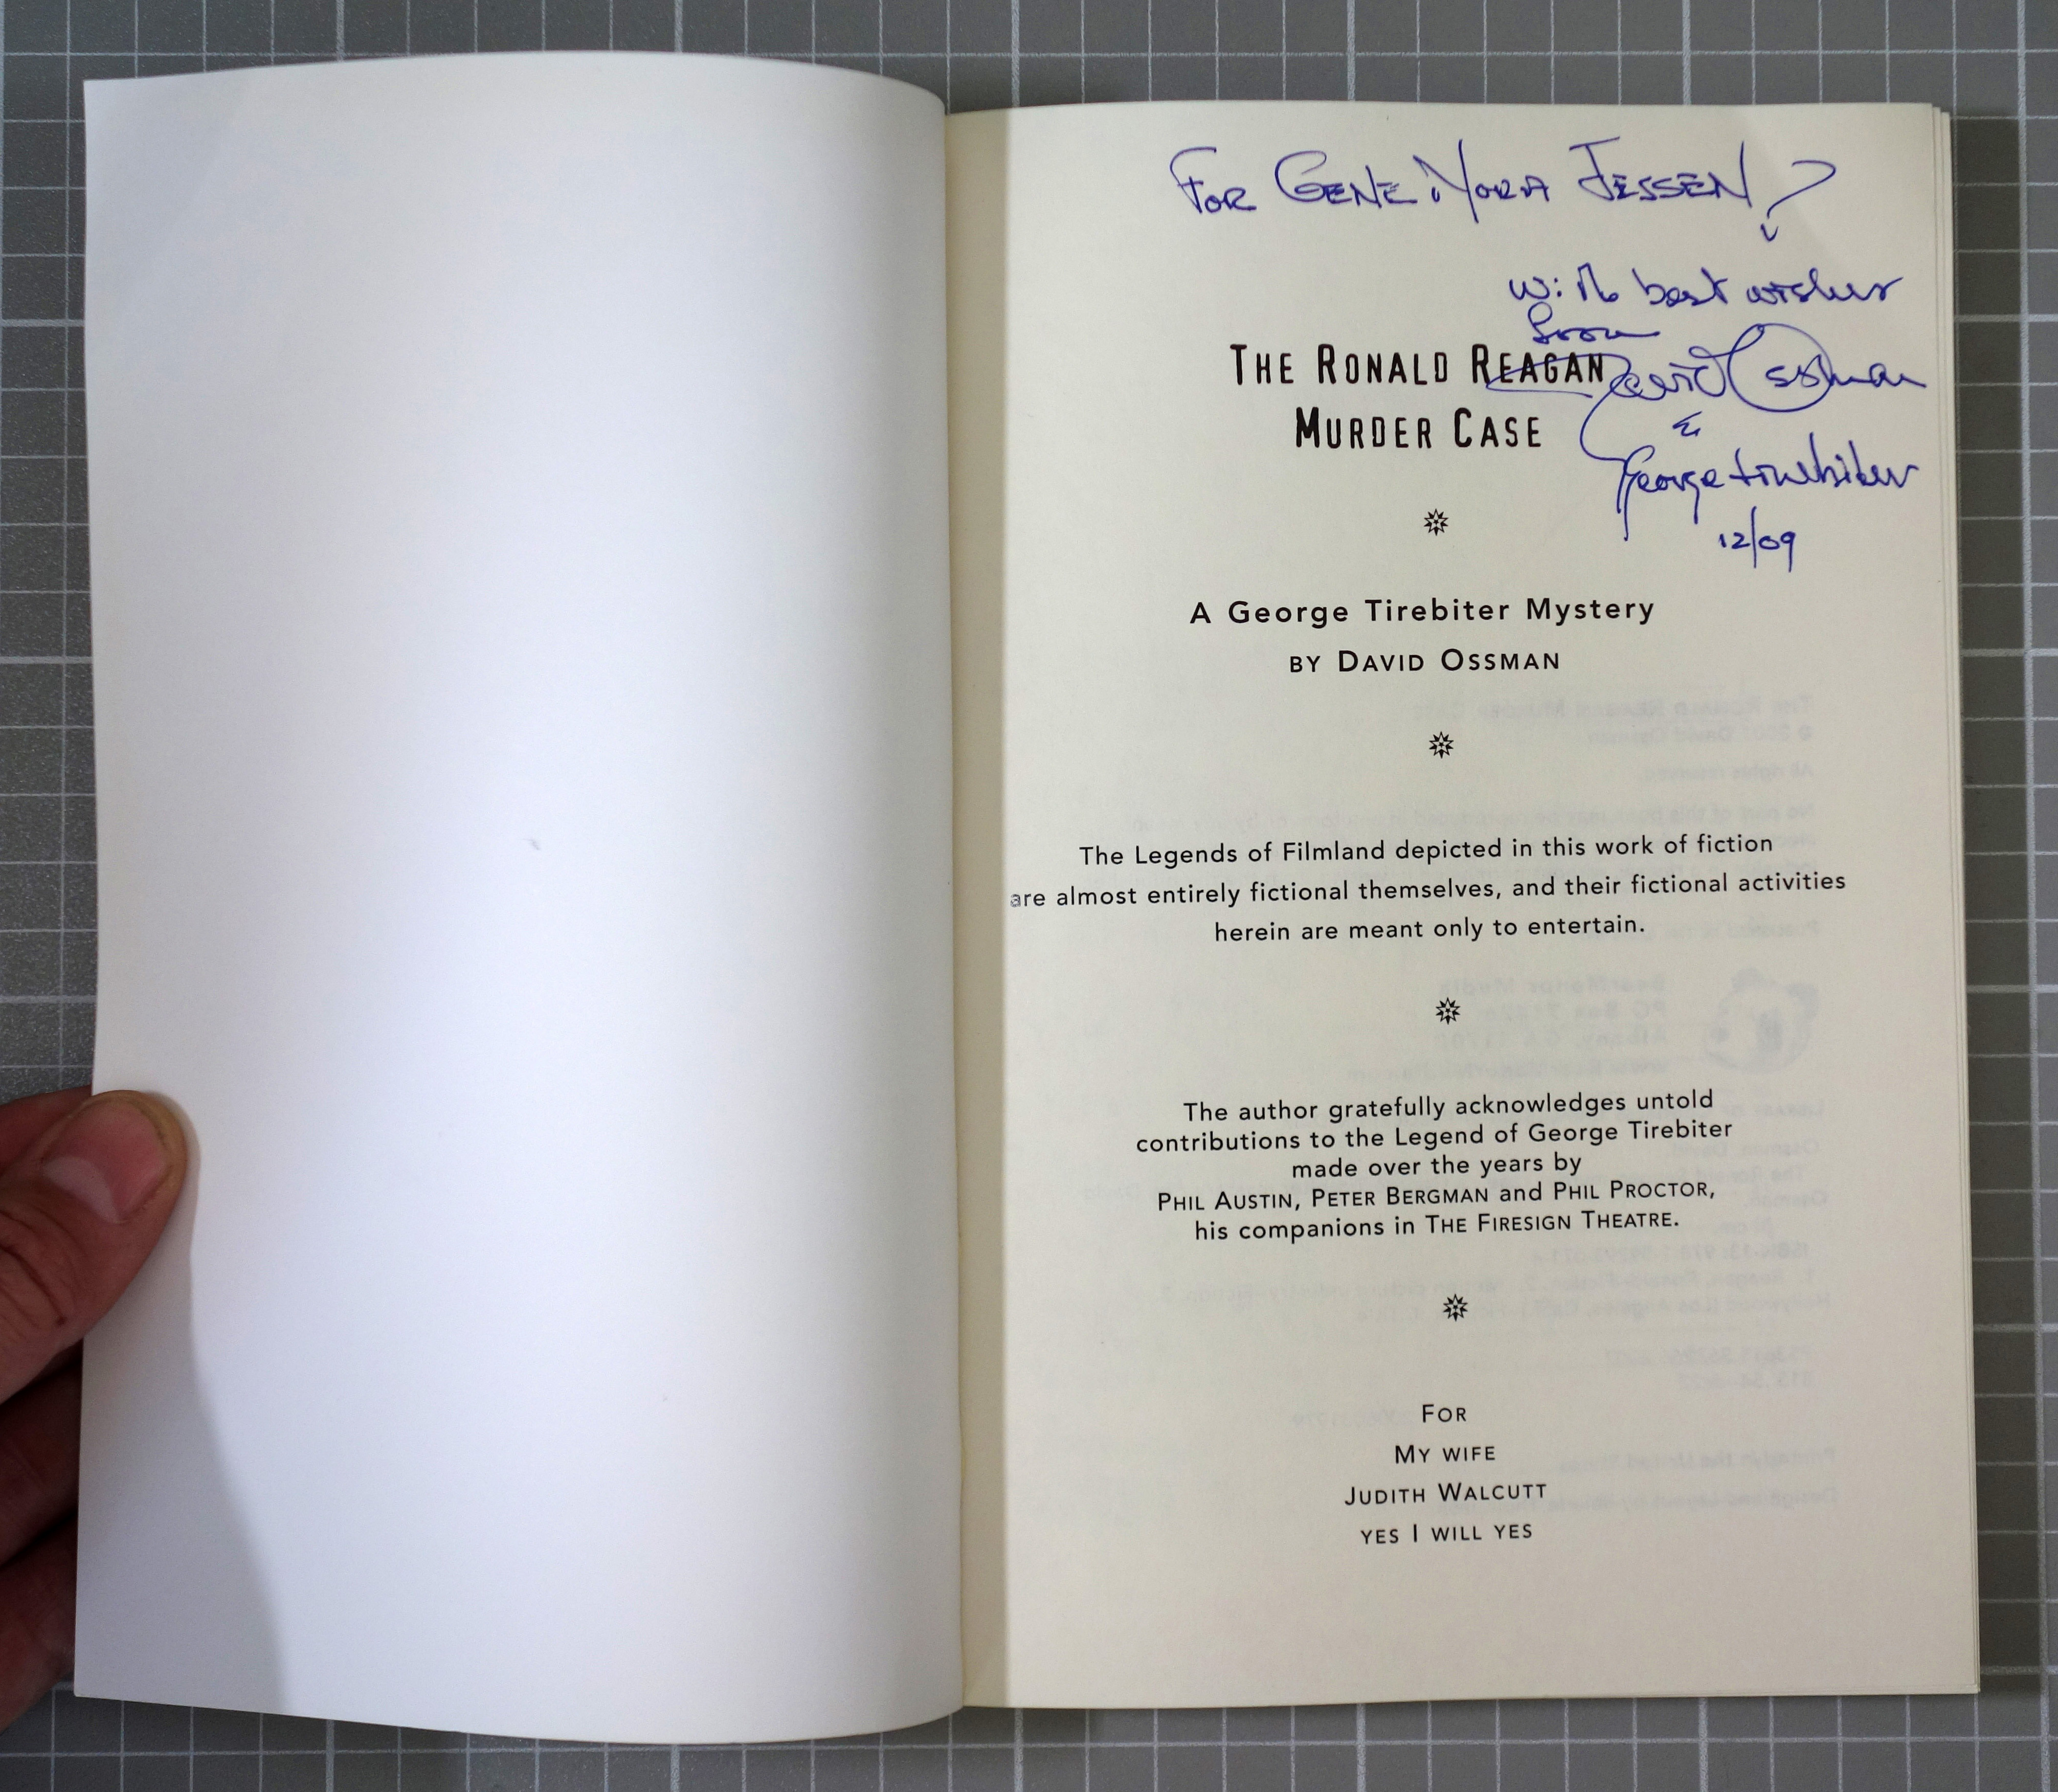 FOR GENE NORA JESSEN?
with best wishes
from
THE RONALD REAGAN
David Ossman
MURDER CASE
&
George Tirebiter
12/09
A George Tirebiter Mystery
BY DAVID OSSMAN
The Legends of Filmland depicted in this work of fiction
are almost entirely fictional themselves, and their fictional activities
herein are meant only to entertain.
The author gratefully acknowledges untold
contributions to the Legend of George Tirebiter
made over the years by
PHIL AUSTIN, PETER BERGMAN and PHIL PROCTOR,
his companions in THE FIRESIGN THEATRE.
FOR
MY WIFE
JUDITH WALCUTT
YES I WILL YES